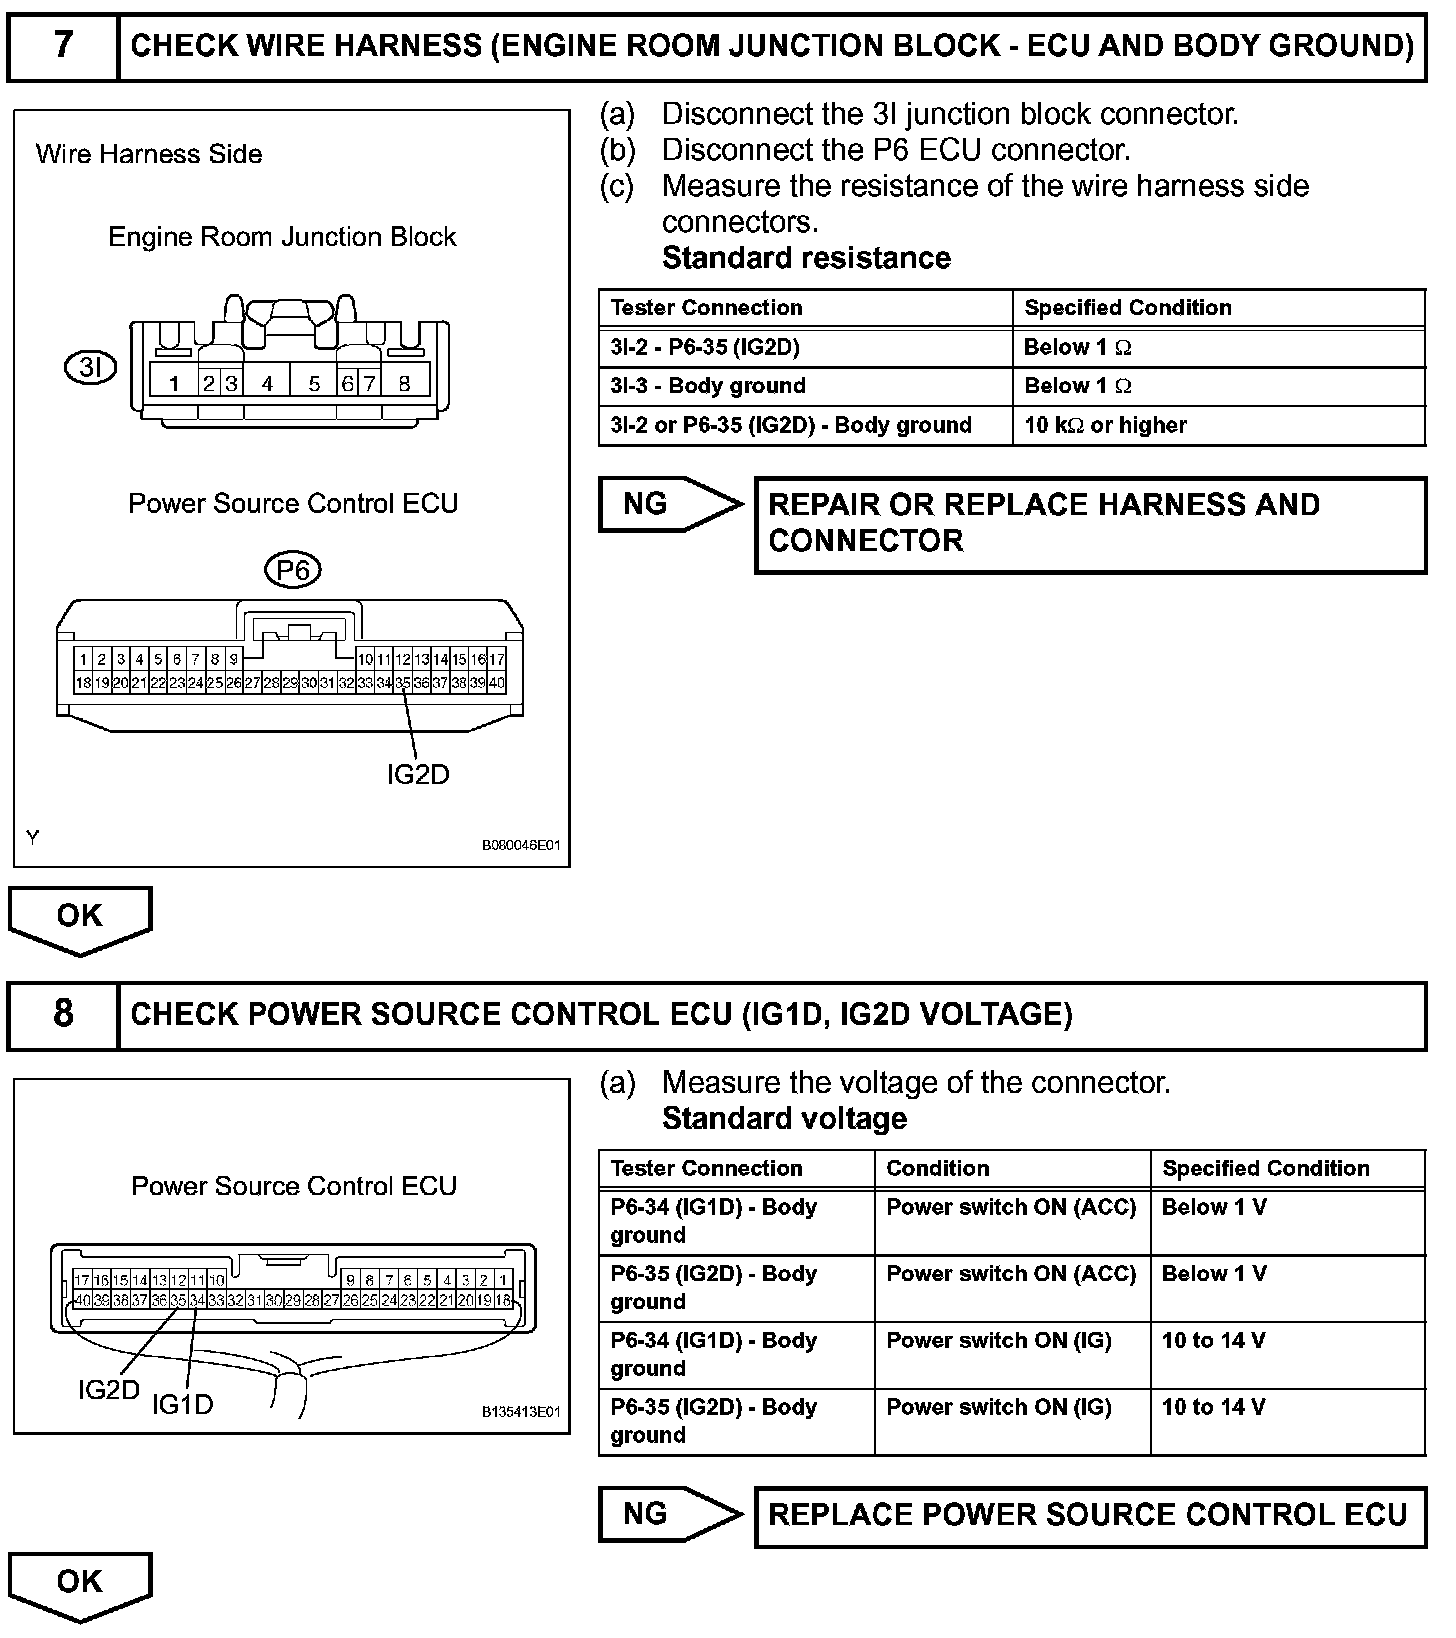 7
CHECK WIRE HARNESS (ENGINE ROOM JUNCTION BLOCK - ECU AND BODY GROUND)
Wire Harness Side
Engine Room Junction Block
3I
1 2 3 4 5 6 7 8
Power Source Control ECU
P6
1 2 3 4 5 6 7 8 9 10 11 12 13 14 15 16 17
18 19 20 21 22 23 24 25 26 27 28 29 30 31 32 33 34 35 36 37 38 39 40
IG2D
Y
B080046E01
(a) Disconnect the 3I junction block connector.
(b) Disconnect the P6 ECU connector.
(c) Measure the resistance of the wire harness side
connectors.
Standard resistance
Tester Connection Specified Condition
3I-2 - P6-35 (IG2D) Below 1 Ω
3I-3 - Body ground Below 1 Ω
3I-2 or P6-35 (IG2D) - Body ground 10 kΩ or higher
NG
REPAIR OR REPLACE HARNESS AND
CONNECTOR
OK
8
CHECK POWER SOURCE CONTROL ECU (IG1D, IG2D VOLTAGE)
Power Source Control ECU
17 16 15 14 13 12 11 10 9 8 7 6 5 4 3 2 1
40 39 38 37 36 35 34 33 32 31 30 29 28 27 26 25 24 23 22 21 20 19 18
IG2D
IG1D
B135413E01
(a) Measure the voltage of the connector.
Standard voltage
Tester Connection Condition Specified Condition
P6-34 (IG1D) - Body Power switch ON (ACC) Below 1 V
ground
P6-35 (IG2D) - Body Power switch ON (ACC) Below 1 V
ground
P6-34 (IG1D) - Body Power switch ON (IG) 10 to 14 V
ground
P6-35 (IG2D) - Body Power switch ON (IG) 10 to 14 V
ground
NG
REPLACE POWER SOURCE CONTROL ECU
OK